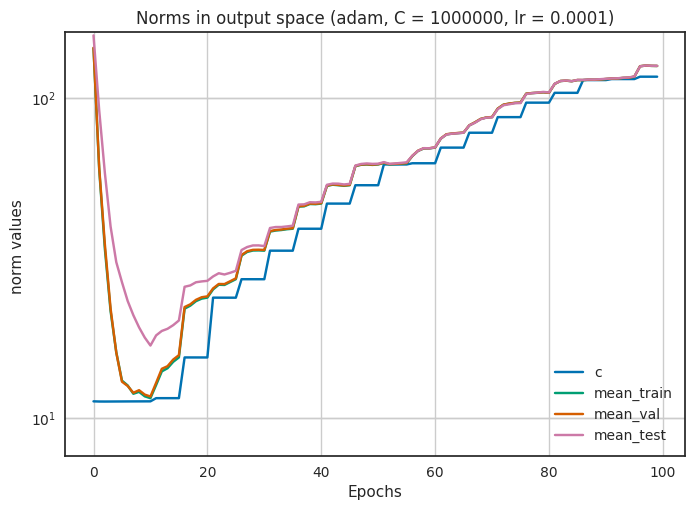 Norms in output space (adam, C = 1000000, lr = 0.0001)
norm values
10²
10¹
0 20 40 60 80 100
Epochs
c
mean_train
mean_val
mean_test